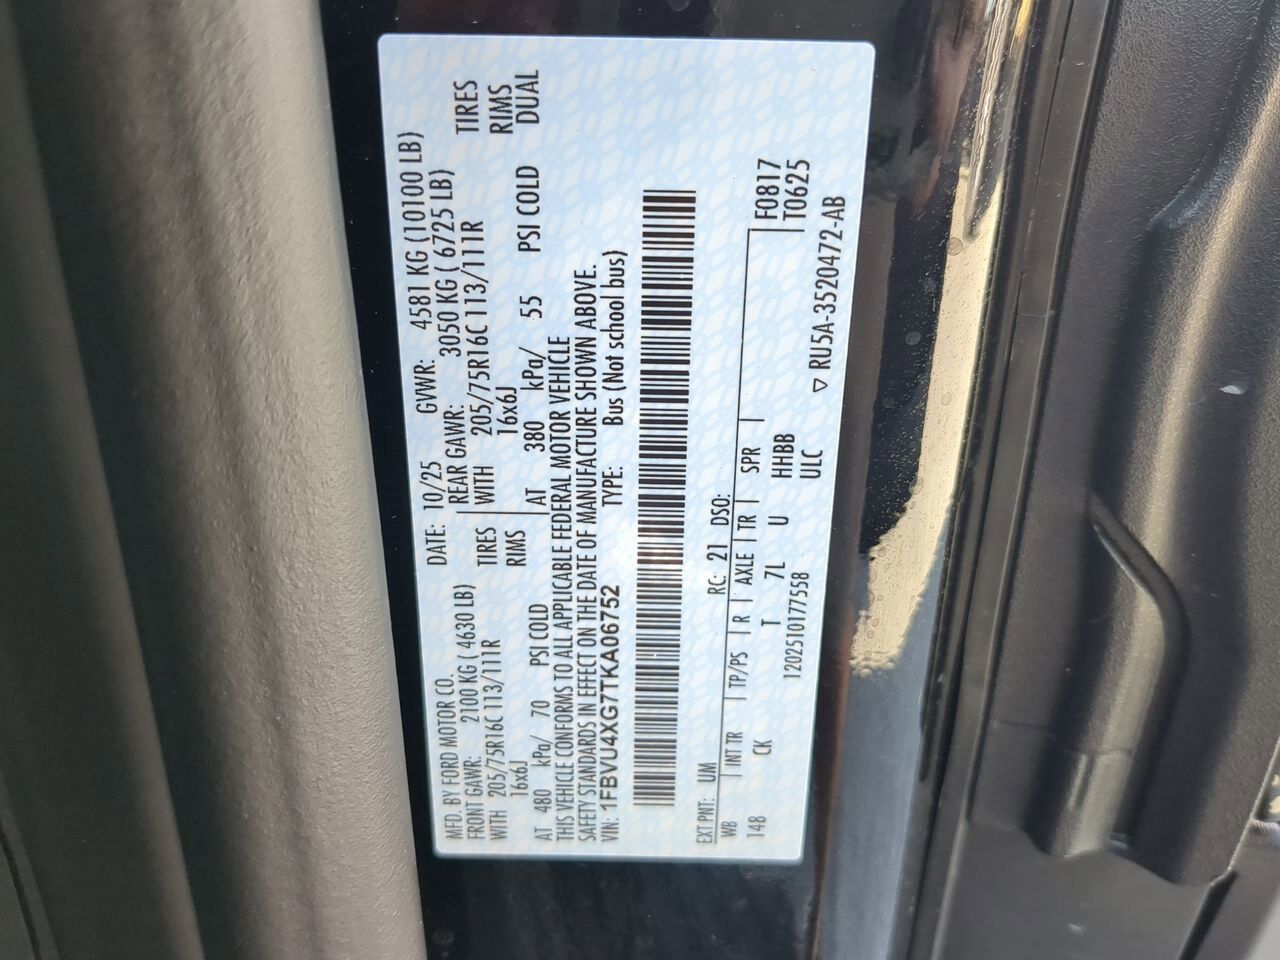 MFD. BY FORD MOTOR CO. DATE: 10/25 GVWR: 4581 KG (10100 LB)
FRONT GAWR: 2100 KG ( 4630 LB) REAR GAWR: 3050 KG ( 6725 LB)
WITH 205/75R16C 113/111R TIRES WITH 205/75R16C 113/111R TIRES
16x6J RIMS 16x6J RIMS
AT 480 kPa/ 70 PSI COLD AT 380 kPa/ 55 PSI COLD DUAL
THIS VEHICLE CONFORMS TO ALL APPLICABLE FEDERAL MOTOR VEHICLE
SAFETY STANDARDS IN EFFECT ON THE DATE OF MANUFACTURE SHOWN ABOVE.
VIN: 1FBVU4XG7TKA06752 TYPE: Bus (Not school bus)
EXT PNT: UM RC: 21 DSO:
WB INT TR TP/PS R AXLE TR SPR F0817
148 CK T 7L U HHBB T0625
120251017 7558 ULC
▽ RU5A-3520472-AB